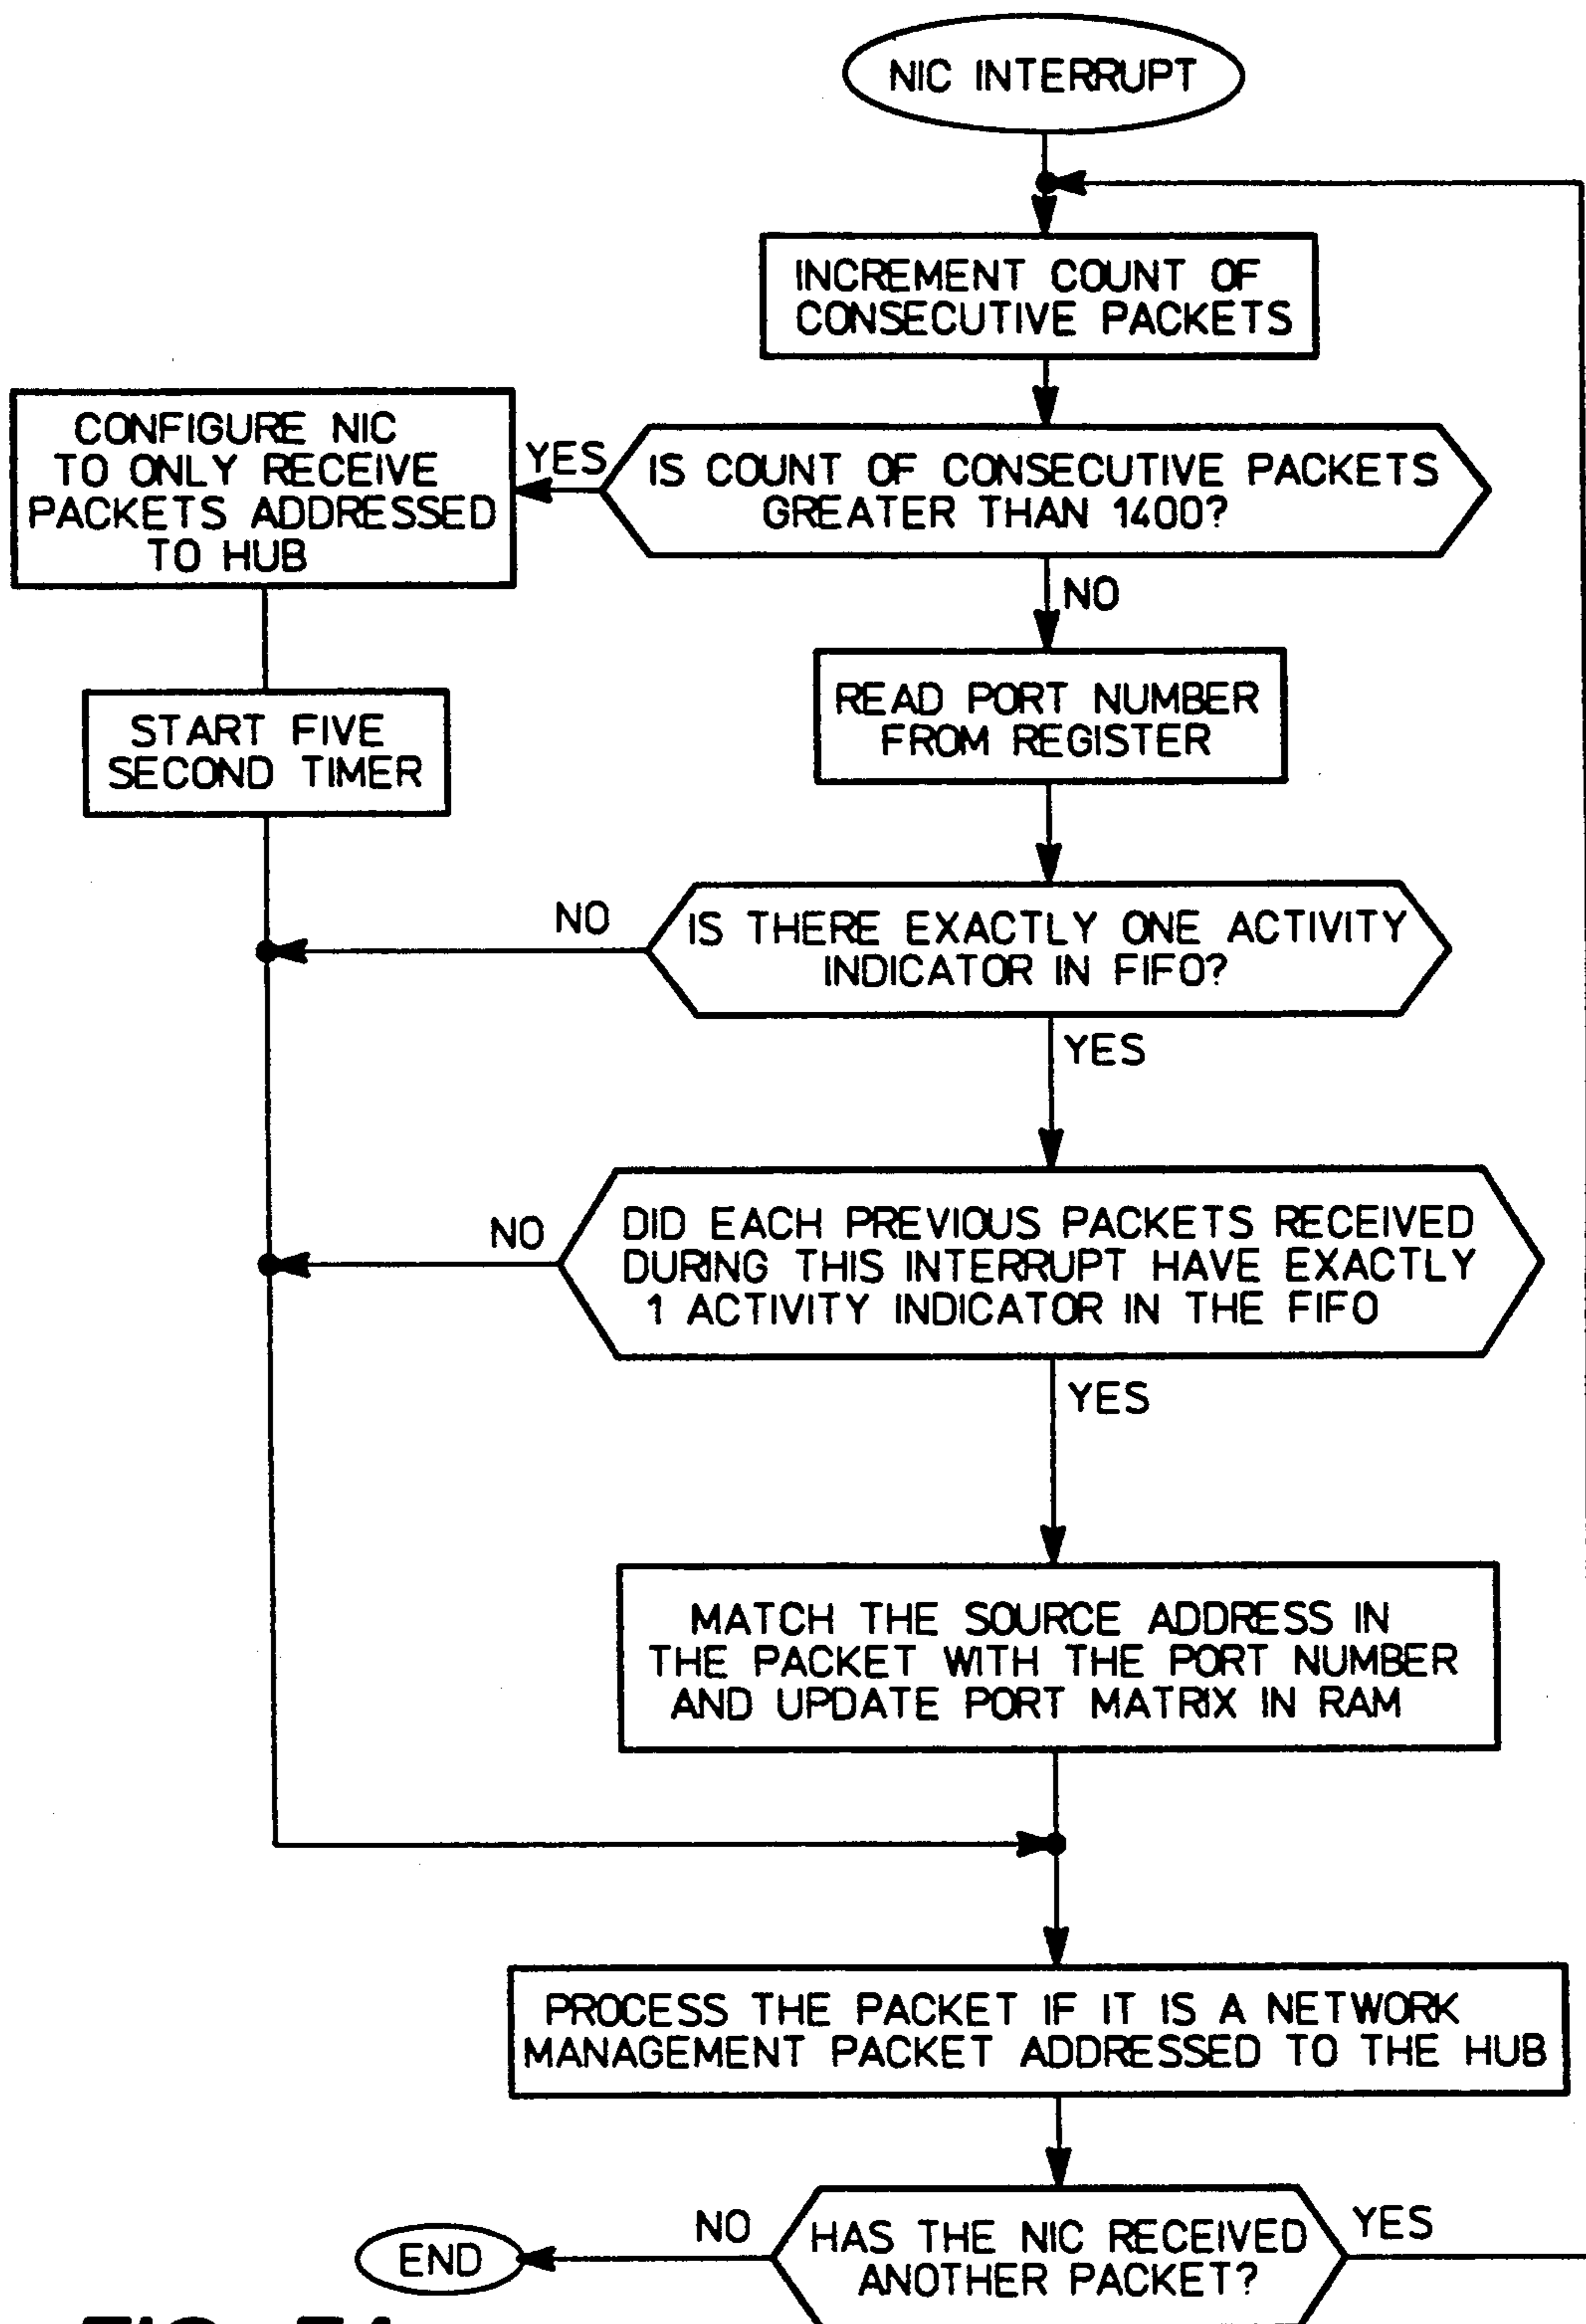 NIC INTERRUPT
INCREMENT COUNT OF
CONSECUTIVE PACKETS
IS COUNT OF CONSECUTIVE PACKETS
GREATER THAN 1400?
YES
CONFIGURE NIC
TO ONLY RECEIVE
PACKETS ADDRESSED
TO HUB
NO
START FIVE
SECOND TIMER
READ PORT NUMBER
FROM REGISTER
IS THERE EXACTLY ONE ACTIVITY
INDICATOR IN FIFO?
NO
YES
DID EACH PREVIOUS PACKETS RECEIVED
DURING THIS INTERRUPT HAVE EXACTLY
1 ACTIVITY INDICATOR IN THE FIFO
NO
YES
MATCH THE SOURCE ADDRESS IN
THE PACKET WITH THE PORT NUMBER
AND UPDATE PORT MATRIX IN RAM
PROCESS THE PACKET IF IT IS A NETWORK
MANAGEMENT PACKET ADDRESSED TO THE HUB
HAS THE NIC RECEIVED
ANOTHER PACKET?
NO
YES
END